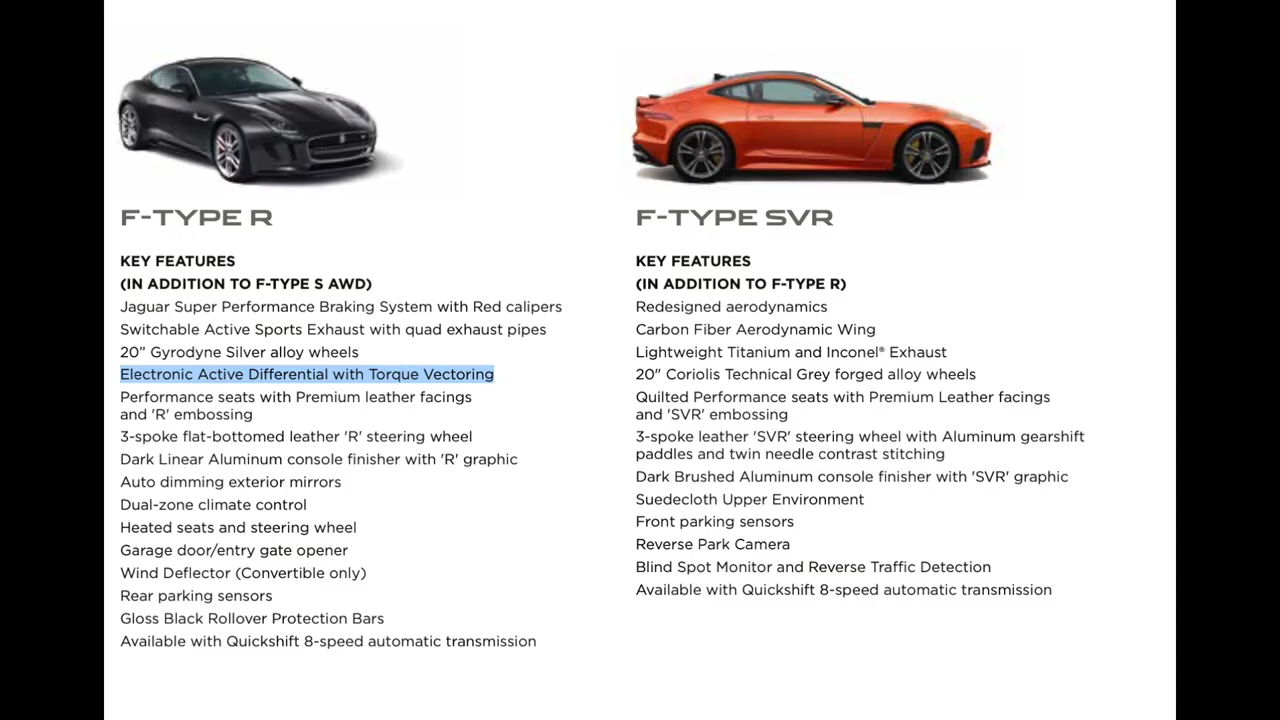 F-TYPE R
KEY FEATURES
(IN ADDITION TO F-TYPE S AWD)
Jaguar Super Performance Braking System with Red calipers
Switchable Active Sports Exhaust with quad exhaust pipes
20” Gyrodyne Silver alloy wheels
Electronic Active Differential with Torque Vectoring
Performance seats with Premium leather facings
and 'R' embossing
3-spoke flat-bottomed leather 'R' steering wheel
Dark Linear Aluminum console finisher with 'R' graphic
Auto dimming exterior mirrors
Dual-zone climate control
Heated seats and steering wheel
Garage door/entry gate opener
Wind Deflector (Convertible only)
Rear parking sensors
Gloss Black Rollover Protection Bars
Available with Quickshift 8-speed automatic transmission
F-TYPE SVR
KEY FEATURES
(IN ADDITION TO F-TYPE R)
Redesigned aerodynamics
Carbon Fiber Aerodynamic Wing
Lightweight Titanium and Inconel® Exhaust
20" Coriolis Technical Grey forged alloy wheels
Quilted Performance seats with Premium Leather facings
and 'SVR' embossing
3-spoke leather 'SVR' steering wheel with Aluminum gearshift
paddles and twin needle contrast stitching
Dark Brushed Aluminum console finisher with 'SVR' graphic
Suedecloth Upper Environment
Front parking sensors
Reverse Park Camera
Blind Spot Monitor and Reverse Traffic Detection
Available with Quickshift 8-speed automatic transmission